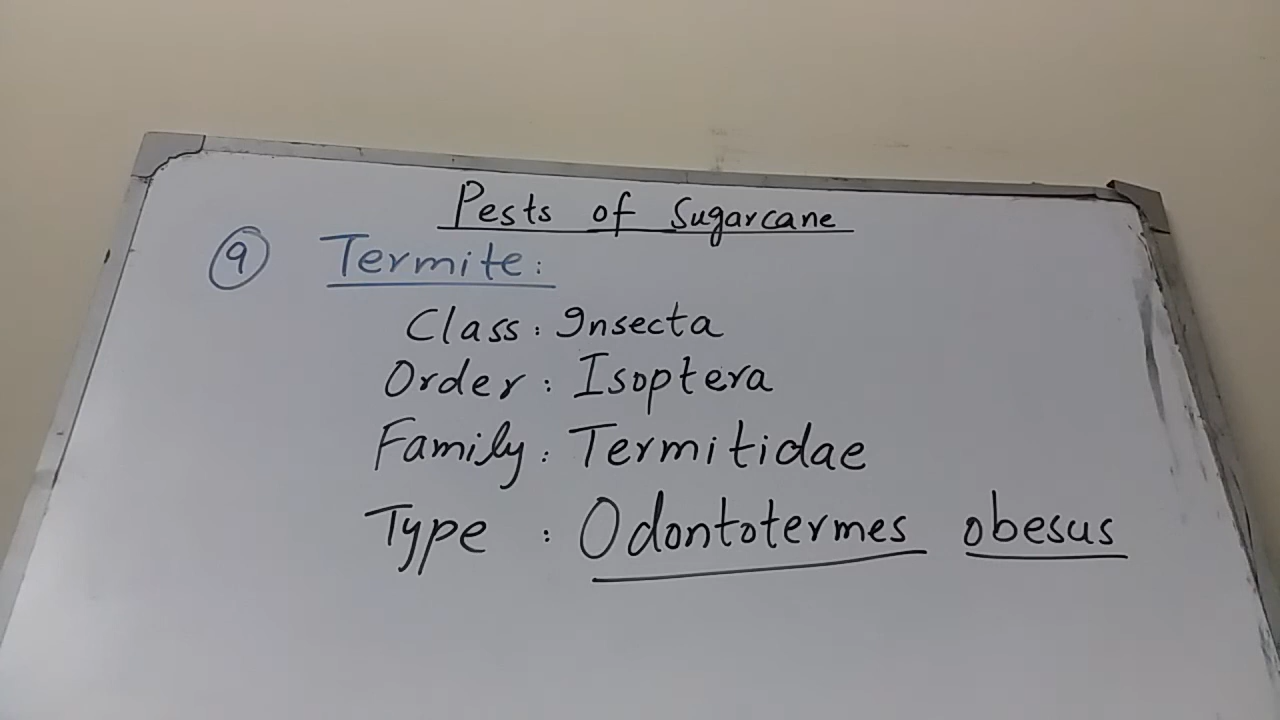 Pests of Sugarcane
9 Termite:
Class: Insecta
Order: Isoptera
Family: Termitidae
Type : Odontotermes obesus